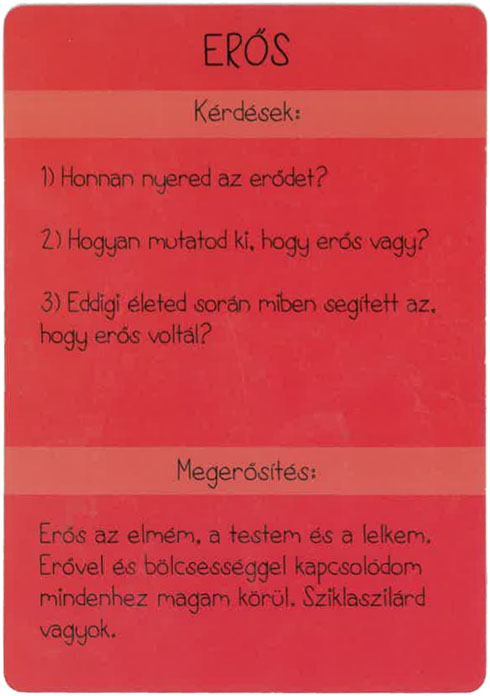 ERŐS
Kérdések:
1) Honnan nyered az erődet?
2) Hogyan mutatod ki, hogy erős vagy?
3) Eddigi életed során miben segített az,
hogy erős voltál?
Megerősítés:
Erős az elmém, a testem és a lelkem.
Erővel és bölcsességgel kapcsolódom
mindenhez magam körül. Sziklaszilárd
vagyok.